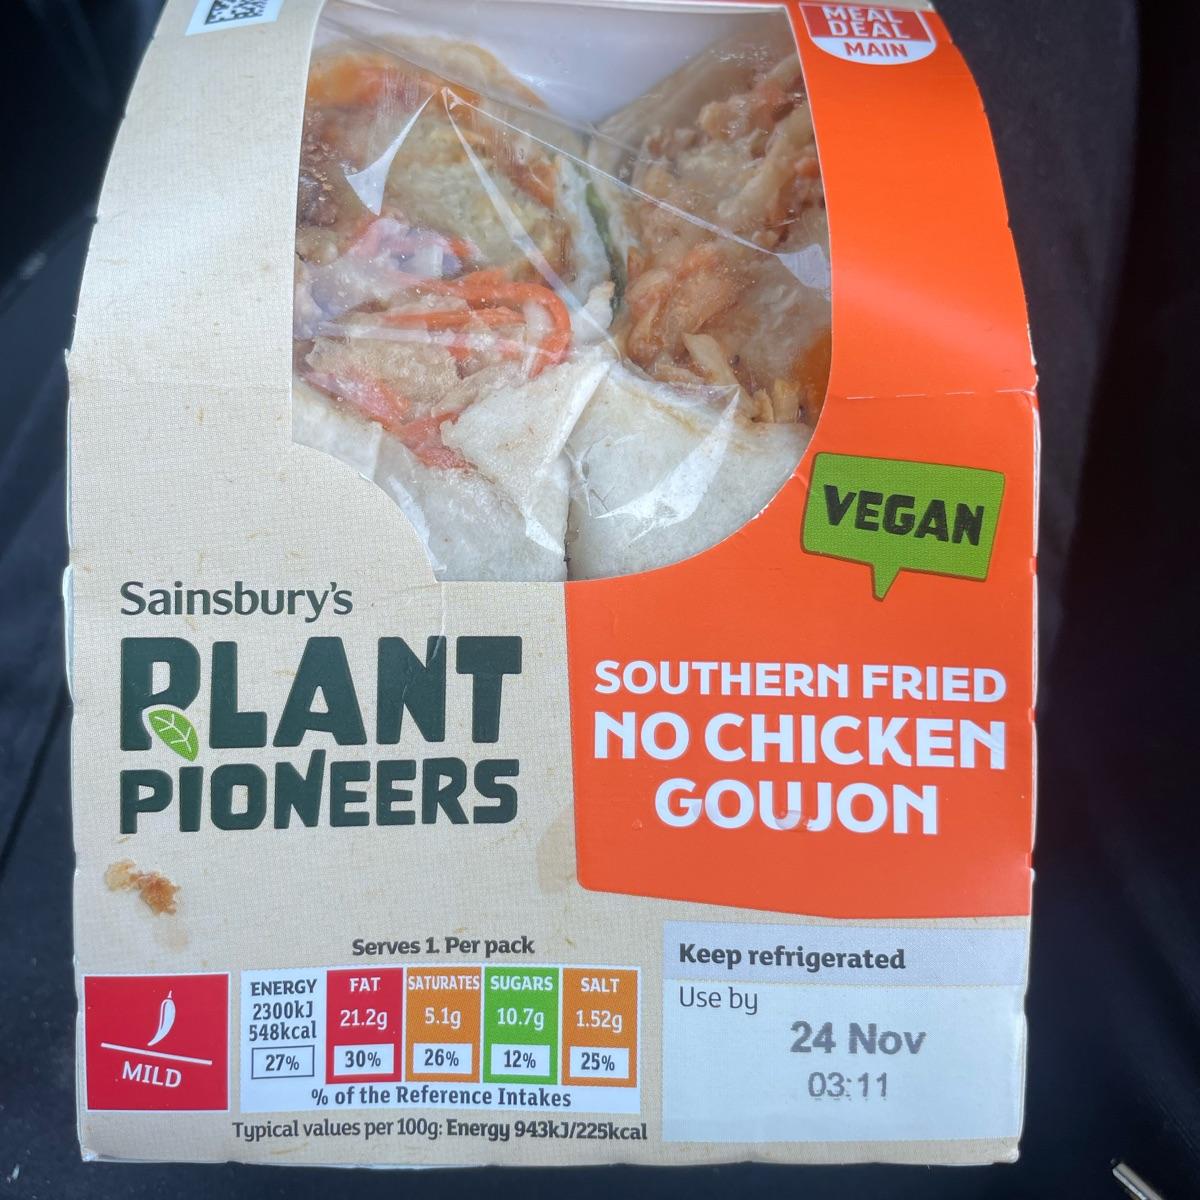 MEAL
DEAL
MAIN
VEGAN
Sainsbury's
PLANT
PIONEERS
SOUTHERN FRIED
NO CHICKEN
GOUJON
Serves 1. Per pack
MILD
ENERGY
2300kJ
548kcal
27%
FAT
21.2g
30%
SATURATES
5.1g
26%
SUGARS
10.7g
12%
SALT
1.52g
25%
% of the Reference Intakes
Typical values per 100g: Energy 943kJ/225kcal
Keep refrigerated
Use by
24 Nov
03:11